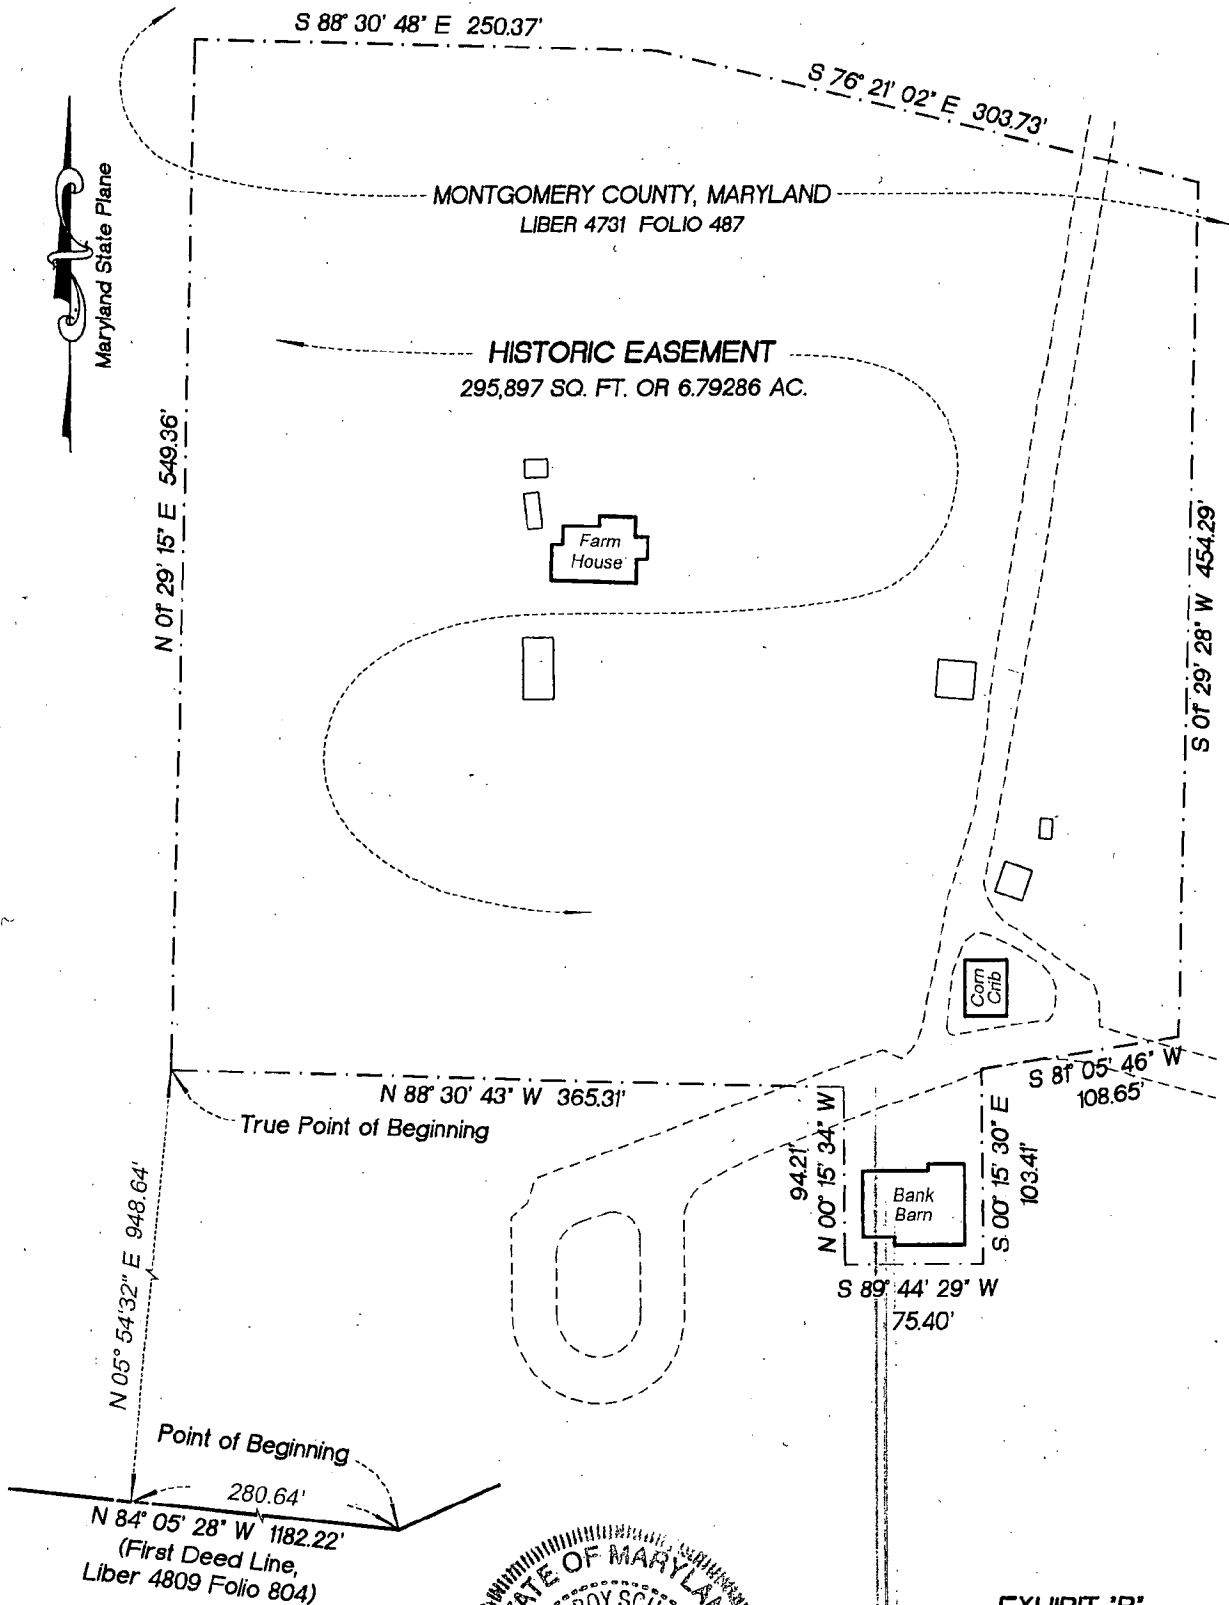 S 88° 30' 48" E 250.37'
S 76° 21' 02" E 303.73'
Maryland State Plane
MONTGOMERY COUNTY, MARYLAND
LIBER 4731 FOLIO 487
HISTORIC EASEMENT
295,897 SQ. FT. OR 6.79286 AC.
N 01° 29' 15" E 549.36'
Farm
House
S 01° 29' 28" W 454.29'
Corn
Crib
N 88° 30' 43" W 365.31'
S 81° 05' 46" W
108.65'
True Point of Beginning
94.21'
N 00° 15' 34" W
Bank
Barn
S 00° 15' 30" E
103.41'
S 89° 44' 29" W
75.40'
N 05° 54'32" E 948.64'
Point of Beginning
280.64'
N 84° 05' 28" W 1182.22'
(First Deed Line,
Liber 4809 Folio 804)
OF MARYLA